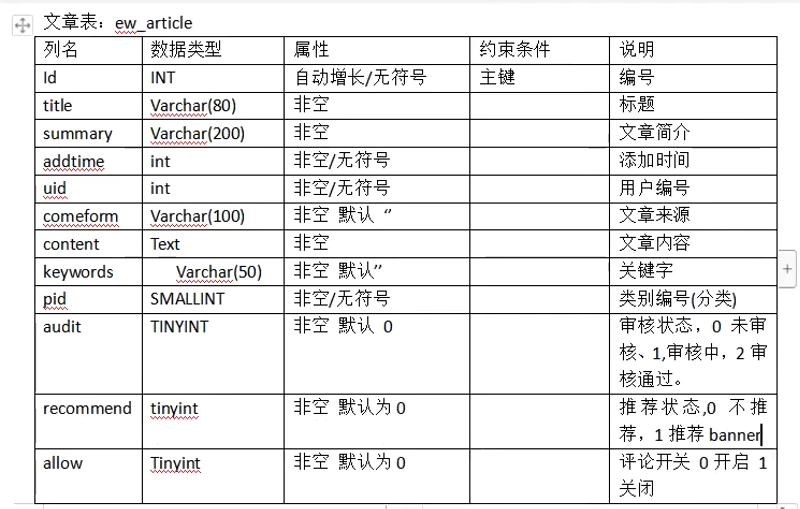 文章表：ew_article
列名 数据类型 属性 约束条件 说明
Id INT 自动增长/无符号 主键 编号
title Varchar(80) 非空 标题
summary Varchar(200) 非空 文章简介
addtime int 非空/无符号 添加时间
uid int 非空/无符号 用户编号
comeform Varchar(100) 非空 默认 ‘’ 文章来源
content Text 非空 文章内容
keywords Varchar(50) 非空 默认’’ 关键字
pid SMALLINT 非空/无符号 类别编号(分类)
audit TINYINT 非空 默认 0 审核状态，0 未审
核、1,审核中，2 审
核通过。
recommend tinyint 非空 默认为 0 推荐状态,0 不推
荐，1 推荐 banner
allow Tinyint 非空 默认为 0 评论开关 0 开启 1
关闭